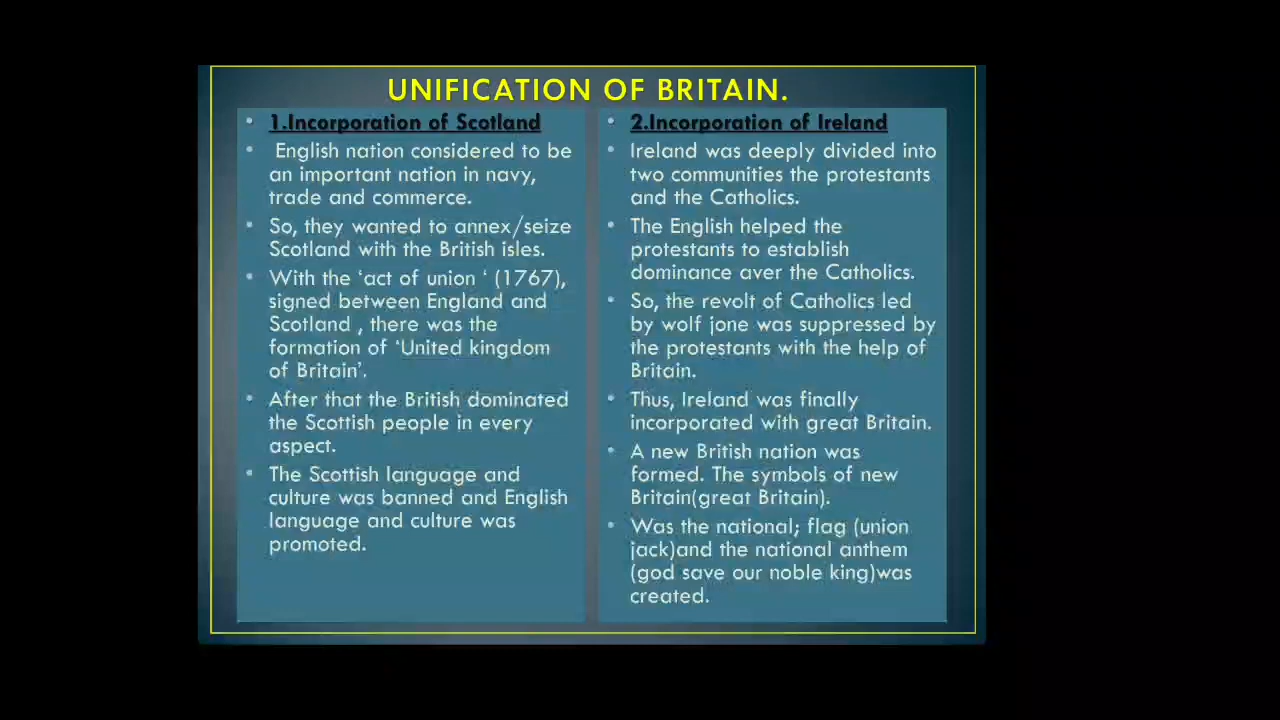 UNIFICATION OF BRITAIN.
• 1.Incorporation of Scotland
• English nation considered to be
an important nation in navy,
trade and commerce.
• So, they wanted to annex/seize
Scotland with the British isles.
• With the ‘act of union ‘ (1767),
signed between England and
Scotland , there was the
formation of ‘United kingdom
of Britain’.
• After that the British dominated
the Scottish people in every
aspect.
• The Scottish language and
culture was banned and English
language and culture was
promoted.
• 2.Incorporation of Ireland
• Ireland was deeply divided into
two communities the protestants
and the Catholics.
• The English helped the
protestants to establish
dominance aver the Catholics.
• So, the revolt of Catholics led
by wolf jone was suppressed by
the protestants with the help of
Britain.
• Thus, Ireland was finally
incorporated with great Britain.
• A new British nation was
formed. The symbols of new
Britain(great Britain).
• Was the national; flag (union
jack)and the national anthem
(god save our noble king)was
created.